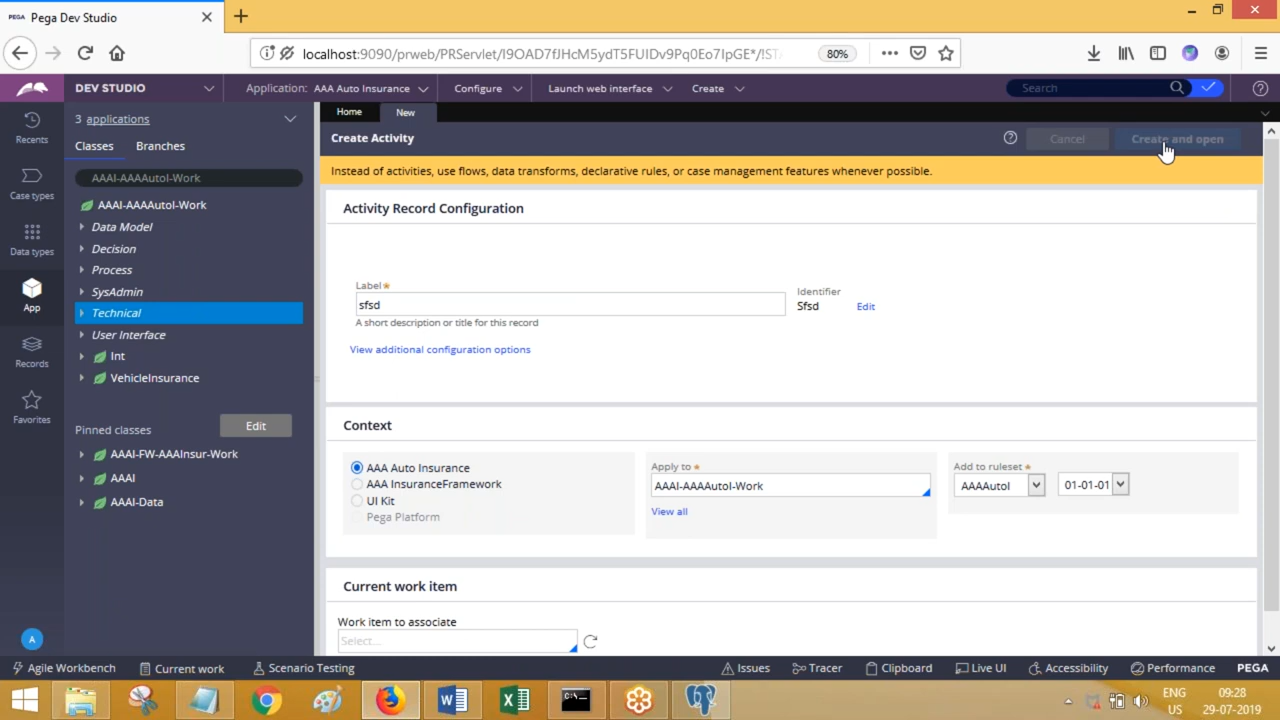 PEGA Pega Dev Studio
localhost:9090/prweb/PRServlet/I9OAD7fJHcM5ydT5FUIDv9Pq0Eo7IpGE*/!ST
80%
DEV STUDIO
Application: AAA Auto Insurance
Configure
Launch web interface
Create
Search
3 applications
Classes
Branches
AAAI-AAAAutoI-Work
AAAI-AAAAutoI-Work
Data Model
Decision
Process
SysAdmin
Technical
User Interface
Int
VehicleInsurance
Pinned classes
Edit
AAAI-FW-AAAInsur-Work
AAAI
AAAI-Data
Recents
Case types
Data types
App
Records
Favorites
A
Home
New
Create Activity
Cancel
Create and open
Instead of activities, use flows, data transforms, declarative rules, or case management features whenever possible.
Activity Record Configuration
Label*
sfsd
A short description or title for this record
Identifier
Sfsd
Edit
View additional configuration options
Context
AAA Auto Insurance
AAA InsuranceFramework
UI Kit
Pega Platform
Apply to *
AAAI-AAAAutoI-Work
View all
Add to ruleset *
AAAAutoI
01-01-01
Current work item
Work item to associate
Select...
Agile Workbench
Current work
Scenario Testing
Issues
Tracer
Clipboard
Live UI
Accessibility
Performance
PEGA
ENG
US
09:28
29-07-2019